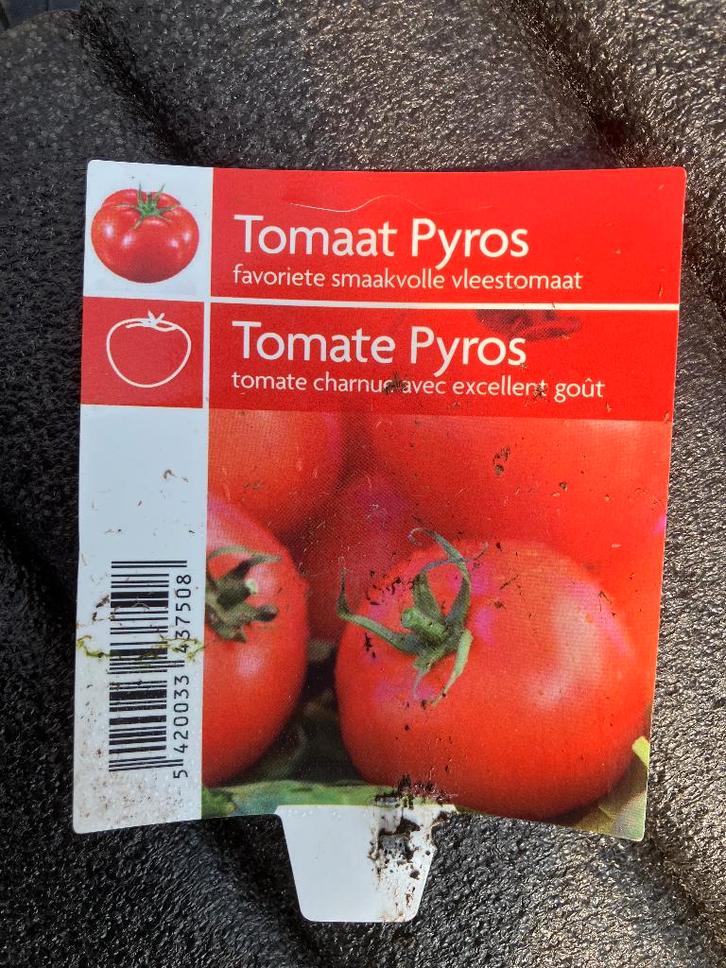 Tomaat Pyros
favoriete smaakvolle vleestomaat
Tomate Pyros
tomate charnue avec excellent goût
5 420033 437508